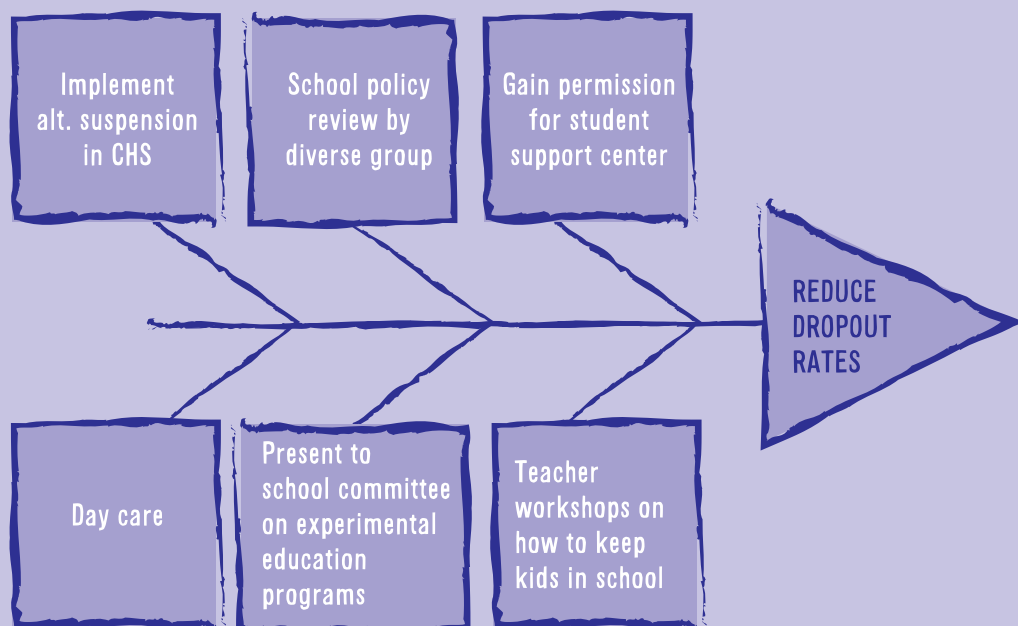 Implement
alt. suspension
in CHS
School policy
review by
diverse group
Gain permission
for student
support center
REDUCE
DROPOUT
RATES
Day care
Present to
school committee
on experimental
education
programs
Teacher
workshops on
how to keep
kids in school